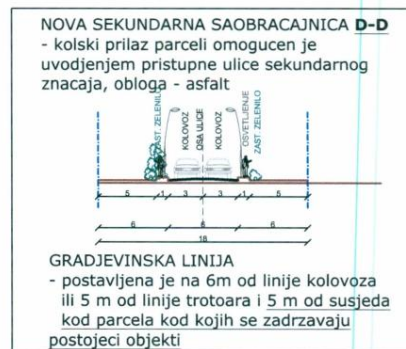 NOVA SEKUNDARNA SAOBRACAJNICA D-D
- kolski prilaz parceli omogucen je
uvodjenjem pristupne ulice sekundarnog
znacaja, obloga - asfalt
ZAST. ZELENILO
KOLOVOZ
OSA ULICE
KOLOVOZ
OSVETLJENJE
ZAST. ZELENILO
5 1 3 3 1 5
6 6 6
18
GRADJEVINSKA LINIJA
- postavljena je na 6m od linije kolovoza
ili 5 m od linije trotoara i 5 m od susjeda
kod parcela kod kojih se zadrzavaju
postojeci objekti